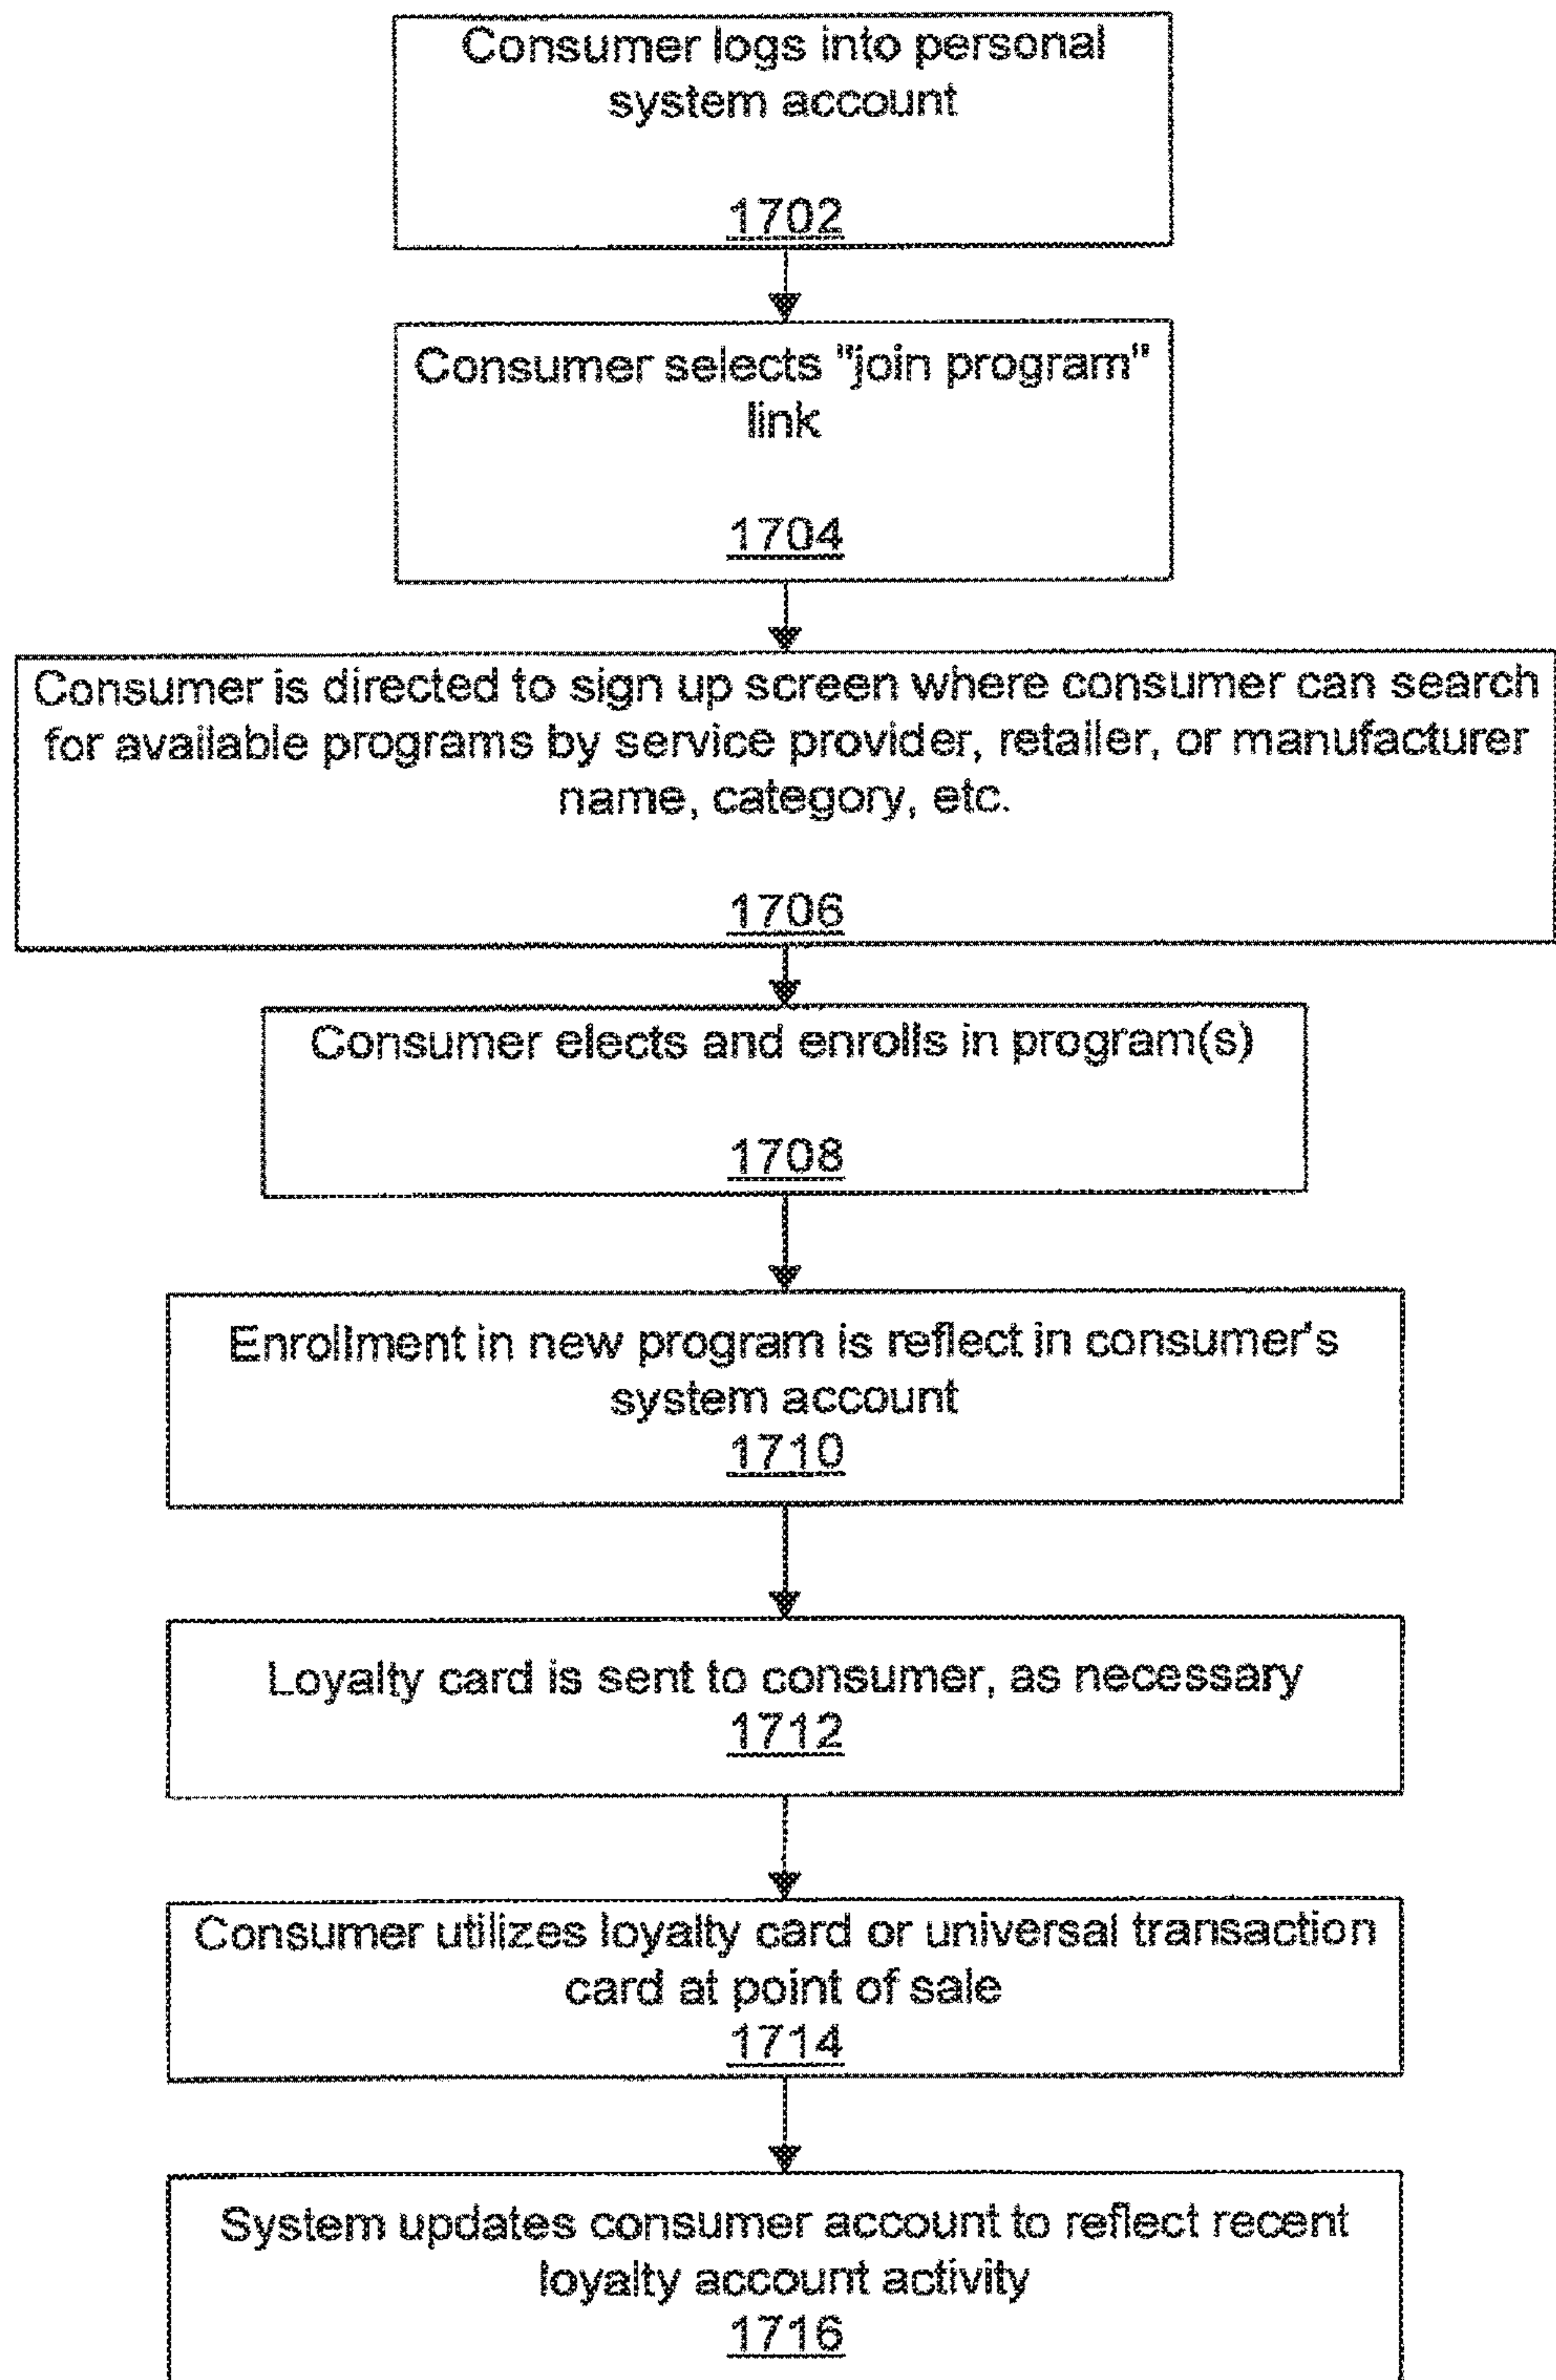 Consumer logs into personal
system account
1702
Consumer selects "join program"
link
1704
Consumer is directed to sign up screen where consumer can search
for available programs by service provider, retailer, or manufacturer
name, category, etc.
1706
Consumer elects and enrolls in program(s)
1708
Enrollment in new program is reflect in consumer's
system account
1710
Loyalty card is sent to consumer, as necessary
1712
Consumer utilizes loyalty card or universal transaction
card at point of sale
1714
System updates consumer account to reflect recent
loyalty account activity
1716